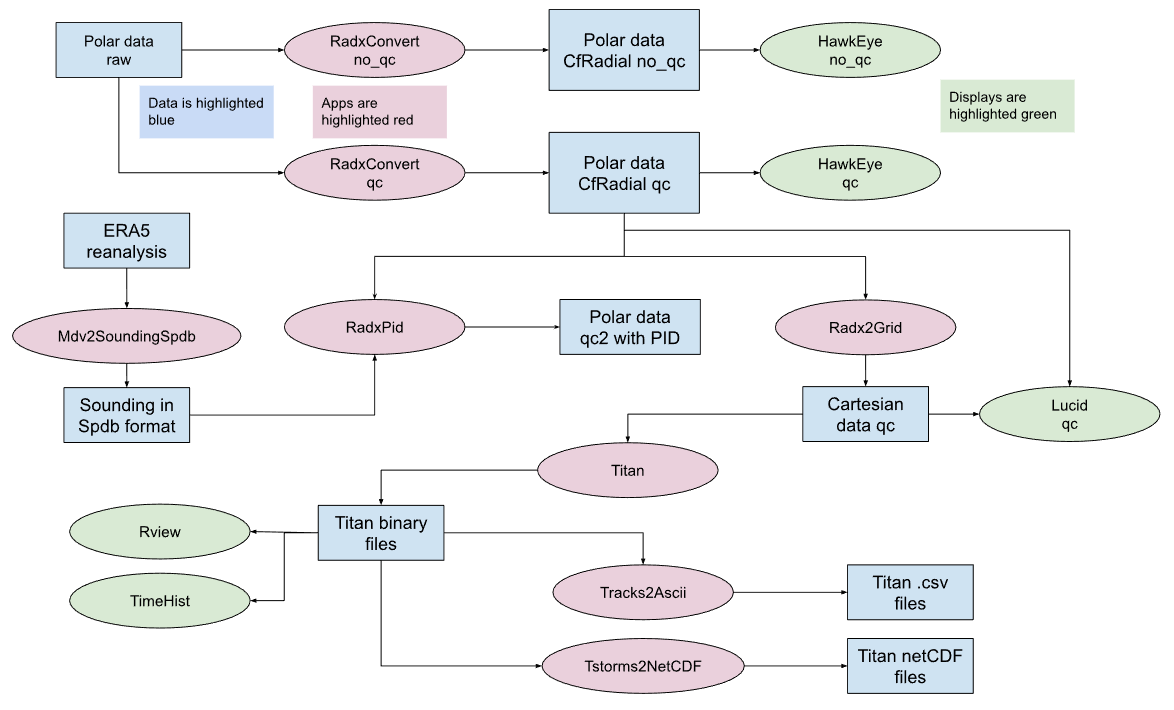 Polar data
raw
RadxConvert
no_qc
Polar data
CfRadial no_qc
HawkEye
no_qc
Data is highlighted
blue
Apps are
highlighted red
Displays are
highlighted green
RadxConvert
qc
Polar data
CfRadial qc
HawkEye
qc
ERA5
reanalysis
Mdv2SoundingSpdb
RadxPid
Polar data
qc2 with PID
Radx2Grid
Sounding in
Spdb format
Cartesian
data qc
Lucid
qc
Titan
Titan binary
files
Rview
TimeHist
Tracks2Ascii
Titan .csv
files
Tstorms2NetCDF
Titan netCDF
files